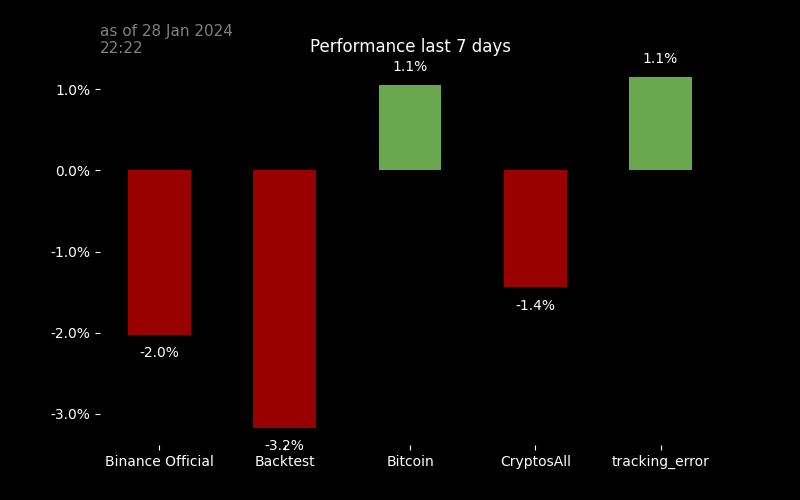 as of 28 Jan 2024
22:22
Performance last 7 days
1.1%
1.1%
1.0%
0.0%
-1.0%
-1.4%
-2.0%
-2.0%
-3.0%
-3.2%
Binance Official
Backtest
Bitcoin
CryptosAll
tracking_error